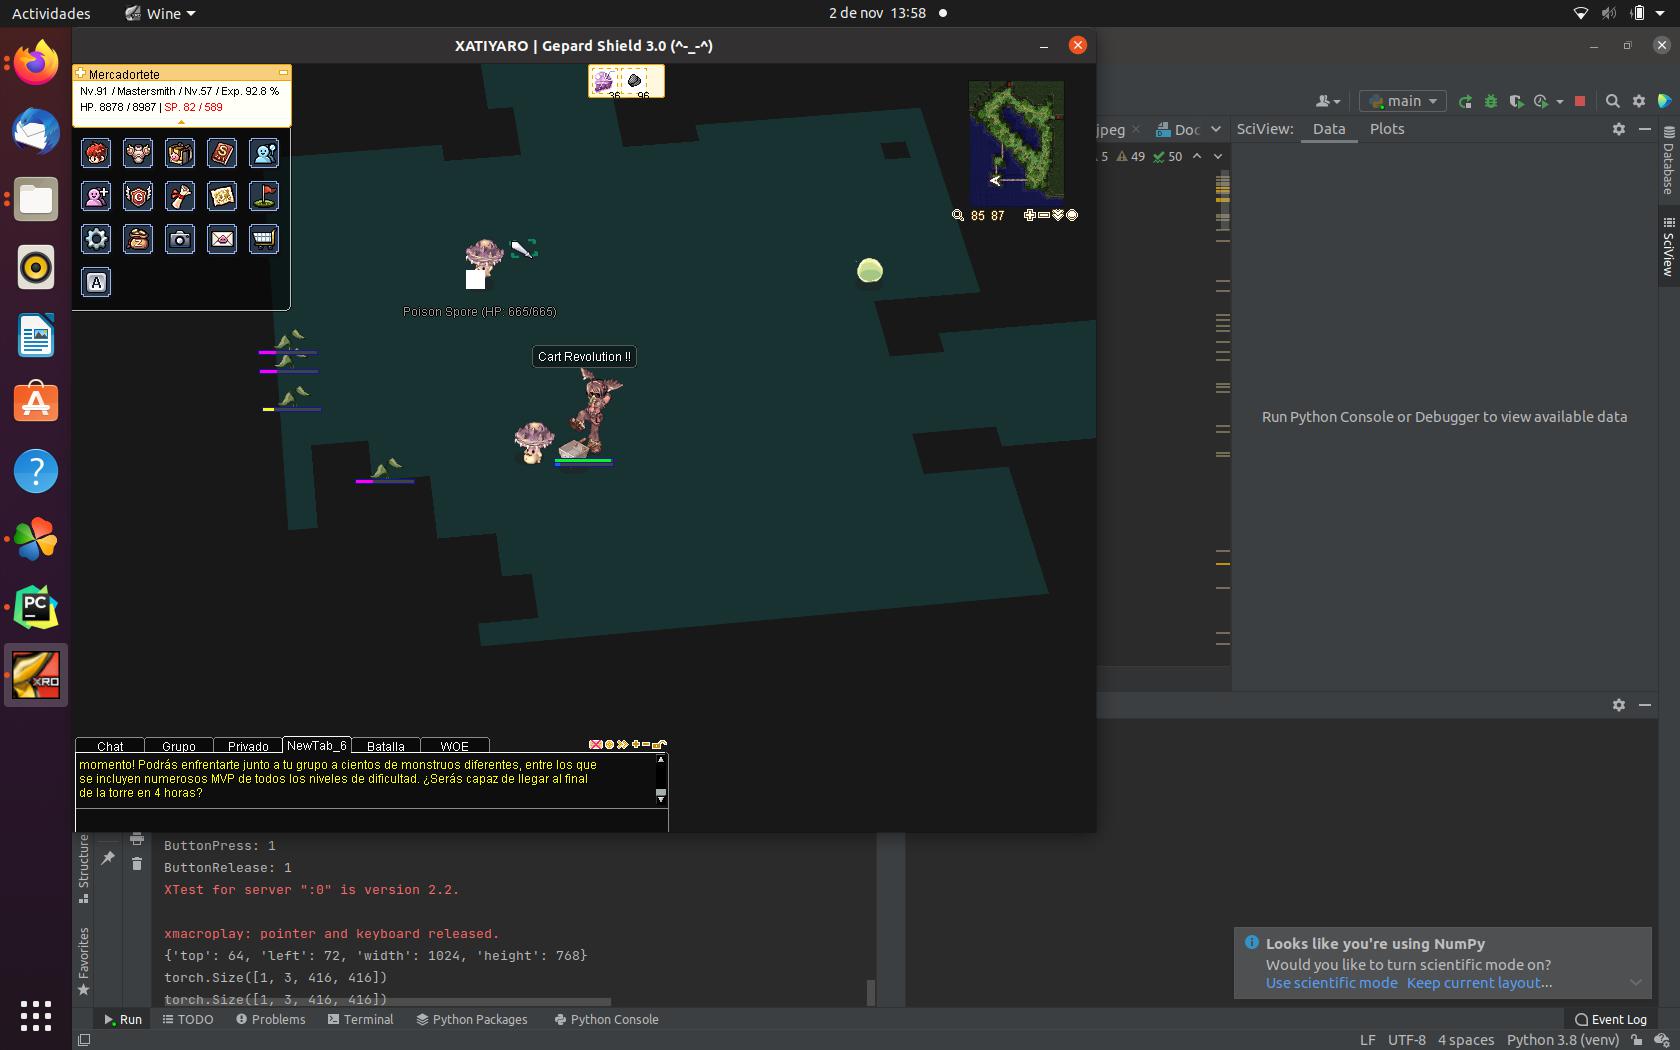 Actividades
Wine
2 de nov 13:58
XATIYARO | Gepard Shield 3.0 (^-_-^)
Mercadortete
Nv.91 / Mastersmith / Nv.57 / Exp. 92.8 %
HP. 8878 / 8987 | SP. 82 / 589
36 96
S
G
A
85 87
Poison Spore (HP: 665/665)
Cart Revolution !!
main
jpeg
Doc
SciView:
Data
Plots
5 49 50
Run Python Console or Debugger to view available data
Database
SciView
PC
XRO
Chat
Grupo
Privado
NewTab_6
Batalla
WOE
momento! Podrás enfrentarte junto a tu grupo a cientos de monstruos diferentes, entre los que
se incluyen numerosos MVP de todos los niveles de dificultad. ¿Serás capaz de llegar al final
de la torre en 4 horas?
ButtonPress: 1
ButtonRelease: 1
XTest for server ":0" is version 2.2.
xmacroplay: pointer and keyboard released.
{'top': 64, 'left': 72, 'width': 1024, 'height': 768}
torch.Size([1, 3, 416, 416])
torch.Size([1, 3, 416, 416])
Structure
Favorites
Looks like you're using NumPy
Would you like to turn scientific mode on?
Use scientific mode Keep current layout...
Run
TODO
Problems
Terminal
Python Packages
Python Console
Event Log
LF UTF-8 4 spaces Python 3.8 (venv)